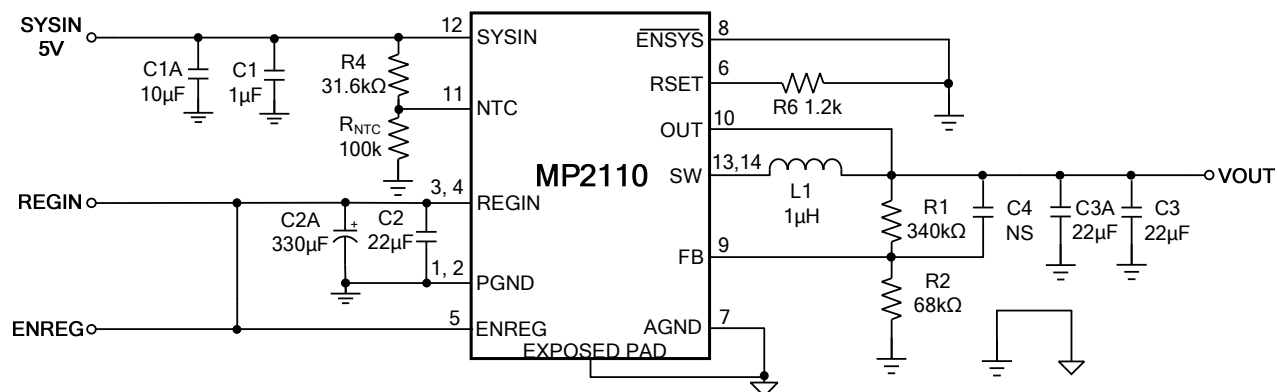 SYSIN
5V
C1A
10µF
C1
1µF
R4
31.6kΩ
RNTC
100k
12
SYSIN
11
NTC
REGIN
3, 4
REGIN
C2A
330µF
+
C2
22µF
1, 2
PGND
ENREG
5
ENREG
MP2110
EXPOSED PAD
ENSYS
8
RSET
6
R6 1.2k
OUT
10
SW
13,14
L1
1µH
VOUT
R1
340kΩ
C4
NS
C3A
22µF
C3
22µF
FB
9
R2
68kΩ
AGND
7